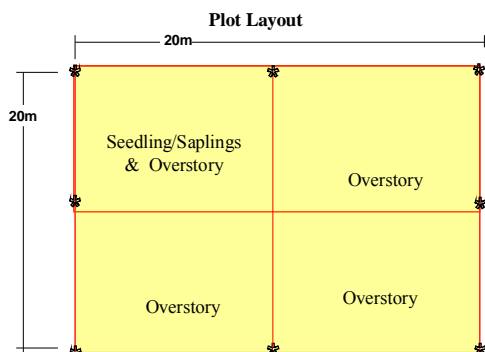 Plot Layout
20m
20m
Seedling/Saplings
& Overstory
Overstory
Overstory
Overstory